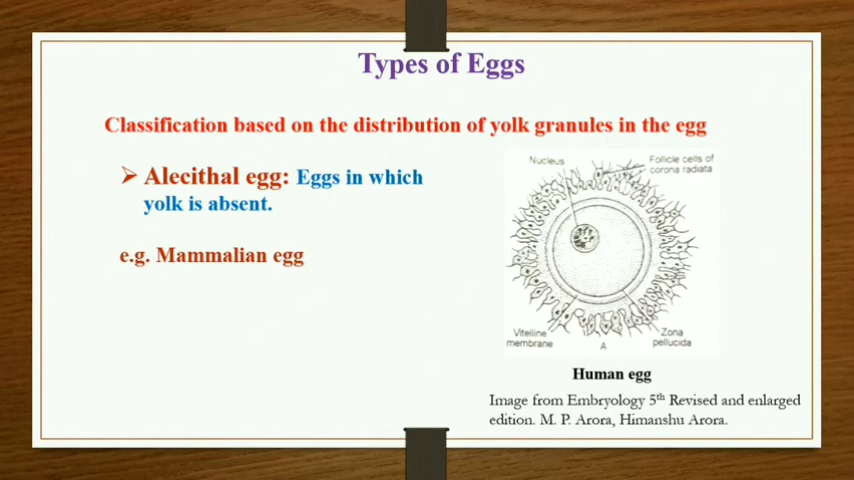 Types of Eggs
Classification based on the distribution of yolk granules in the egg
➢ Alecithal egg: Eggs in which
yolk is absent.
e.g. Mammalian egg
Nucleus
Follicle cells of
corona radiata
Vitelline
membrane
A
Zona
pellucida
Human egg
Image from Embryology 5th Revised and enlarged
edition. M. P. Arora, Himanshu Arora.